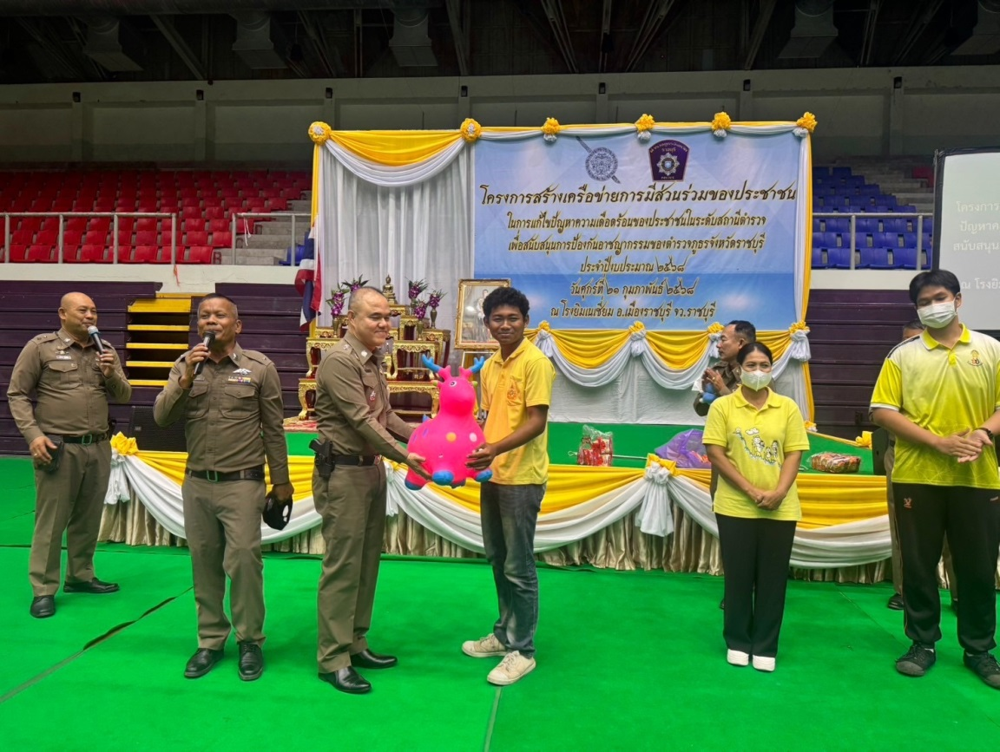 โครงการสร้างเครือข่ายการมีส่วนร่วมของประชาชน
ในการแก้ไขปัญหาความเดือดร้อนของประชาชนในระดับสถานีตำรวจ
เพื่อสนับสนุนการป้องกันอาชญากรรมของตำรวจภูธรจังหวัดราชบุรี
ประจำปีงบประมาณ ๒๕๖๘
วันศุกร์ที่ ๒๑ กุมภาพันธ์ ๒๕๖๘
ณ โรงยิมเนเซี่ยม อ.เมืองราชบุรี จว.ราชบุรี
โครงการ
ปัญหาค
สนับสนุน
ณ โรงยิม